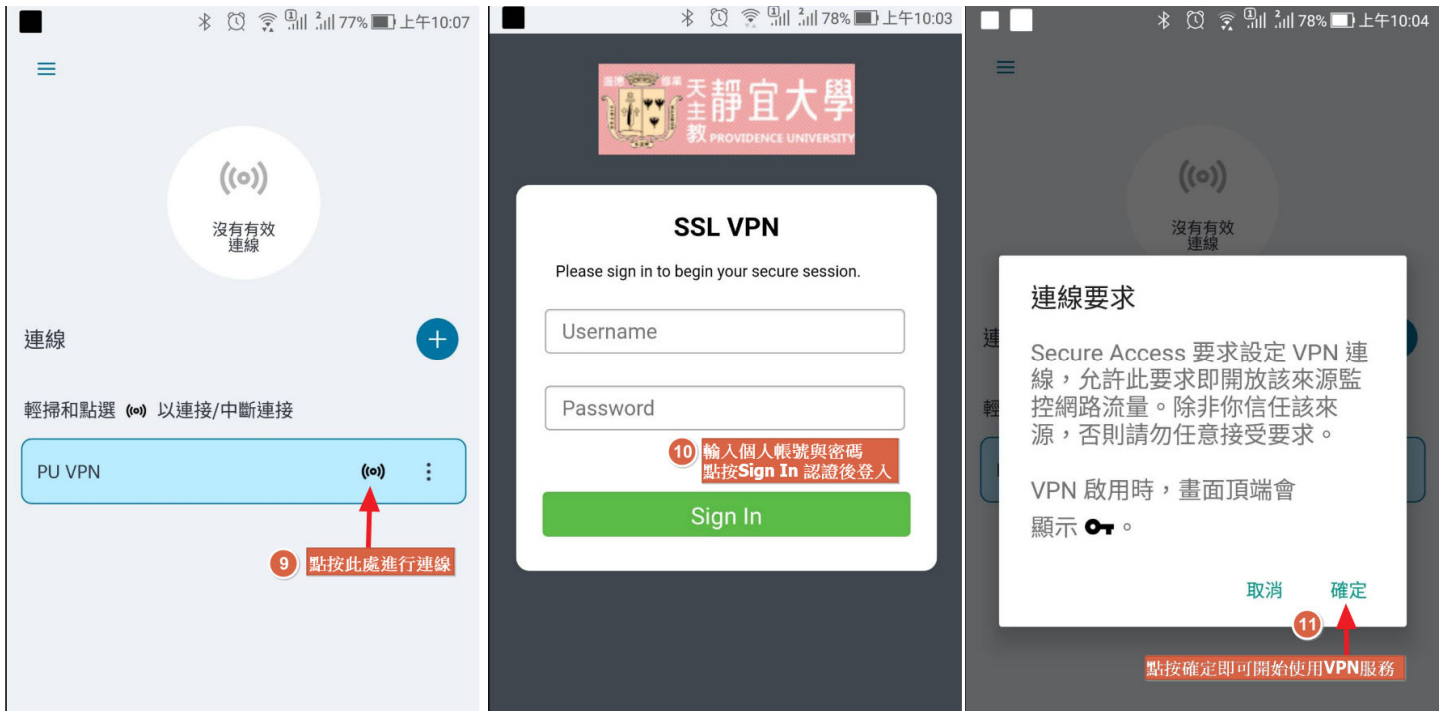 77% 上午10:07
沒有有效
連線
連線
輕掃和點選 以連接/中斷連接
PU VPN
9 點按此處進行連線
78% 上午10:03
天主教 靜宜大學
PROVIDENCE UNIVERSITY
SSL VPN
Please sign in to begin your secure session.
Username
Password
10 輸入個人帳號與密碼
點按Sign In 認證後登入
Sign In
78% 上午10:04
沒有有效
連線
連線要求
Secure Access 要求設定 VPN 連
線，允許此要求即開放該來源監
控網路流量。除非你信任該來
源，否則請勿任意接受要求。
VPN 啟用時，畫面頂端會
顯示 。
取消 確定
11
點按確定即可開始使用VPN服務